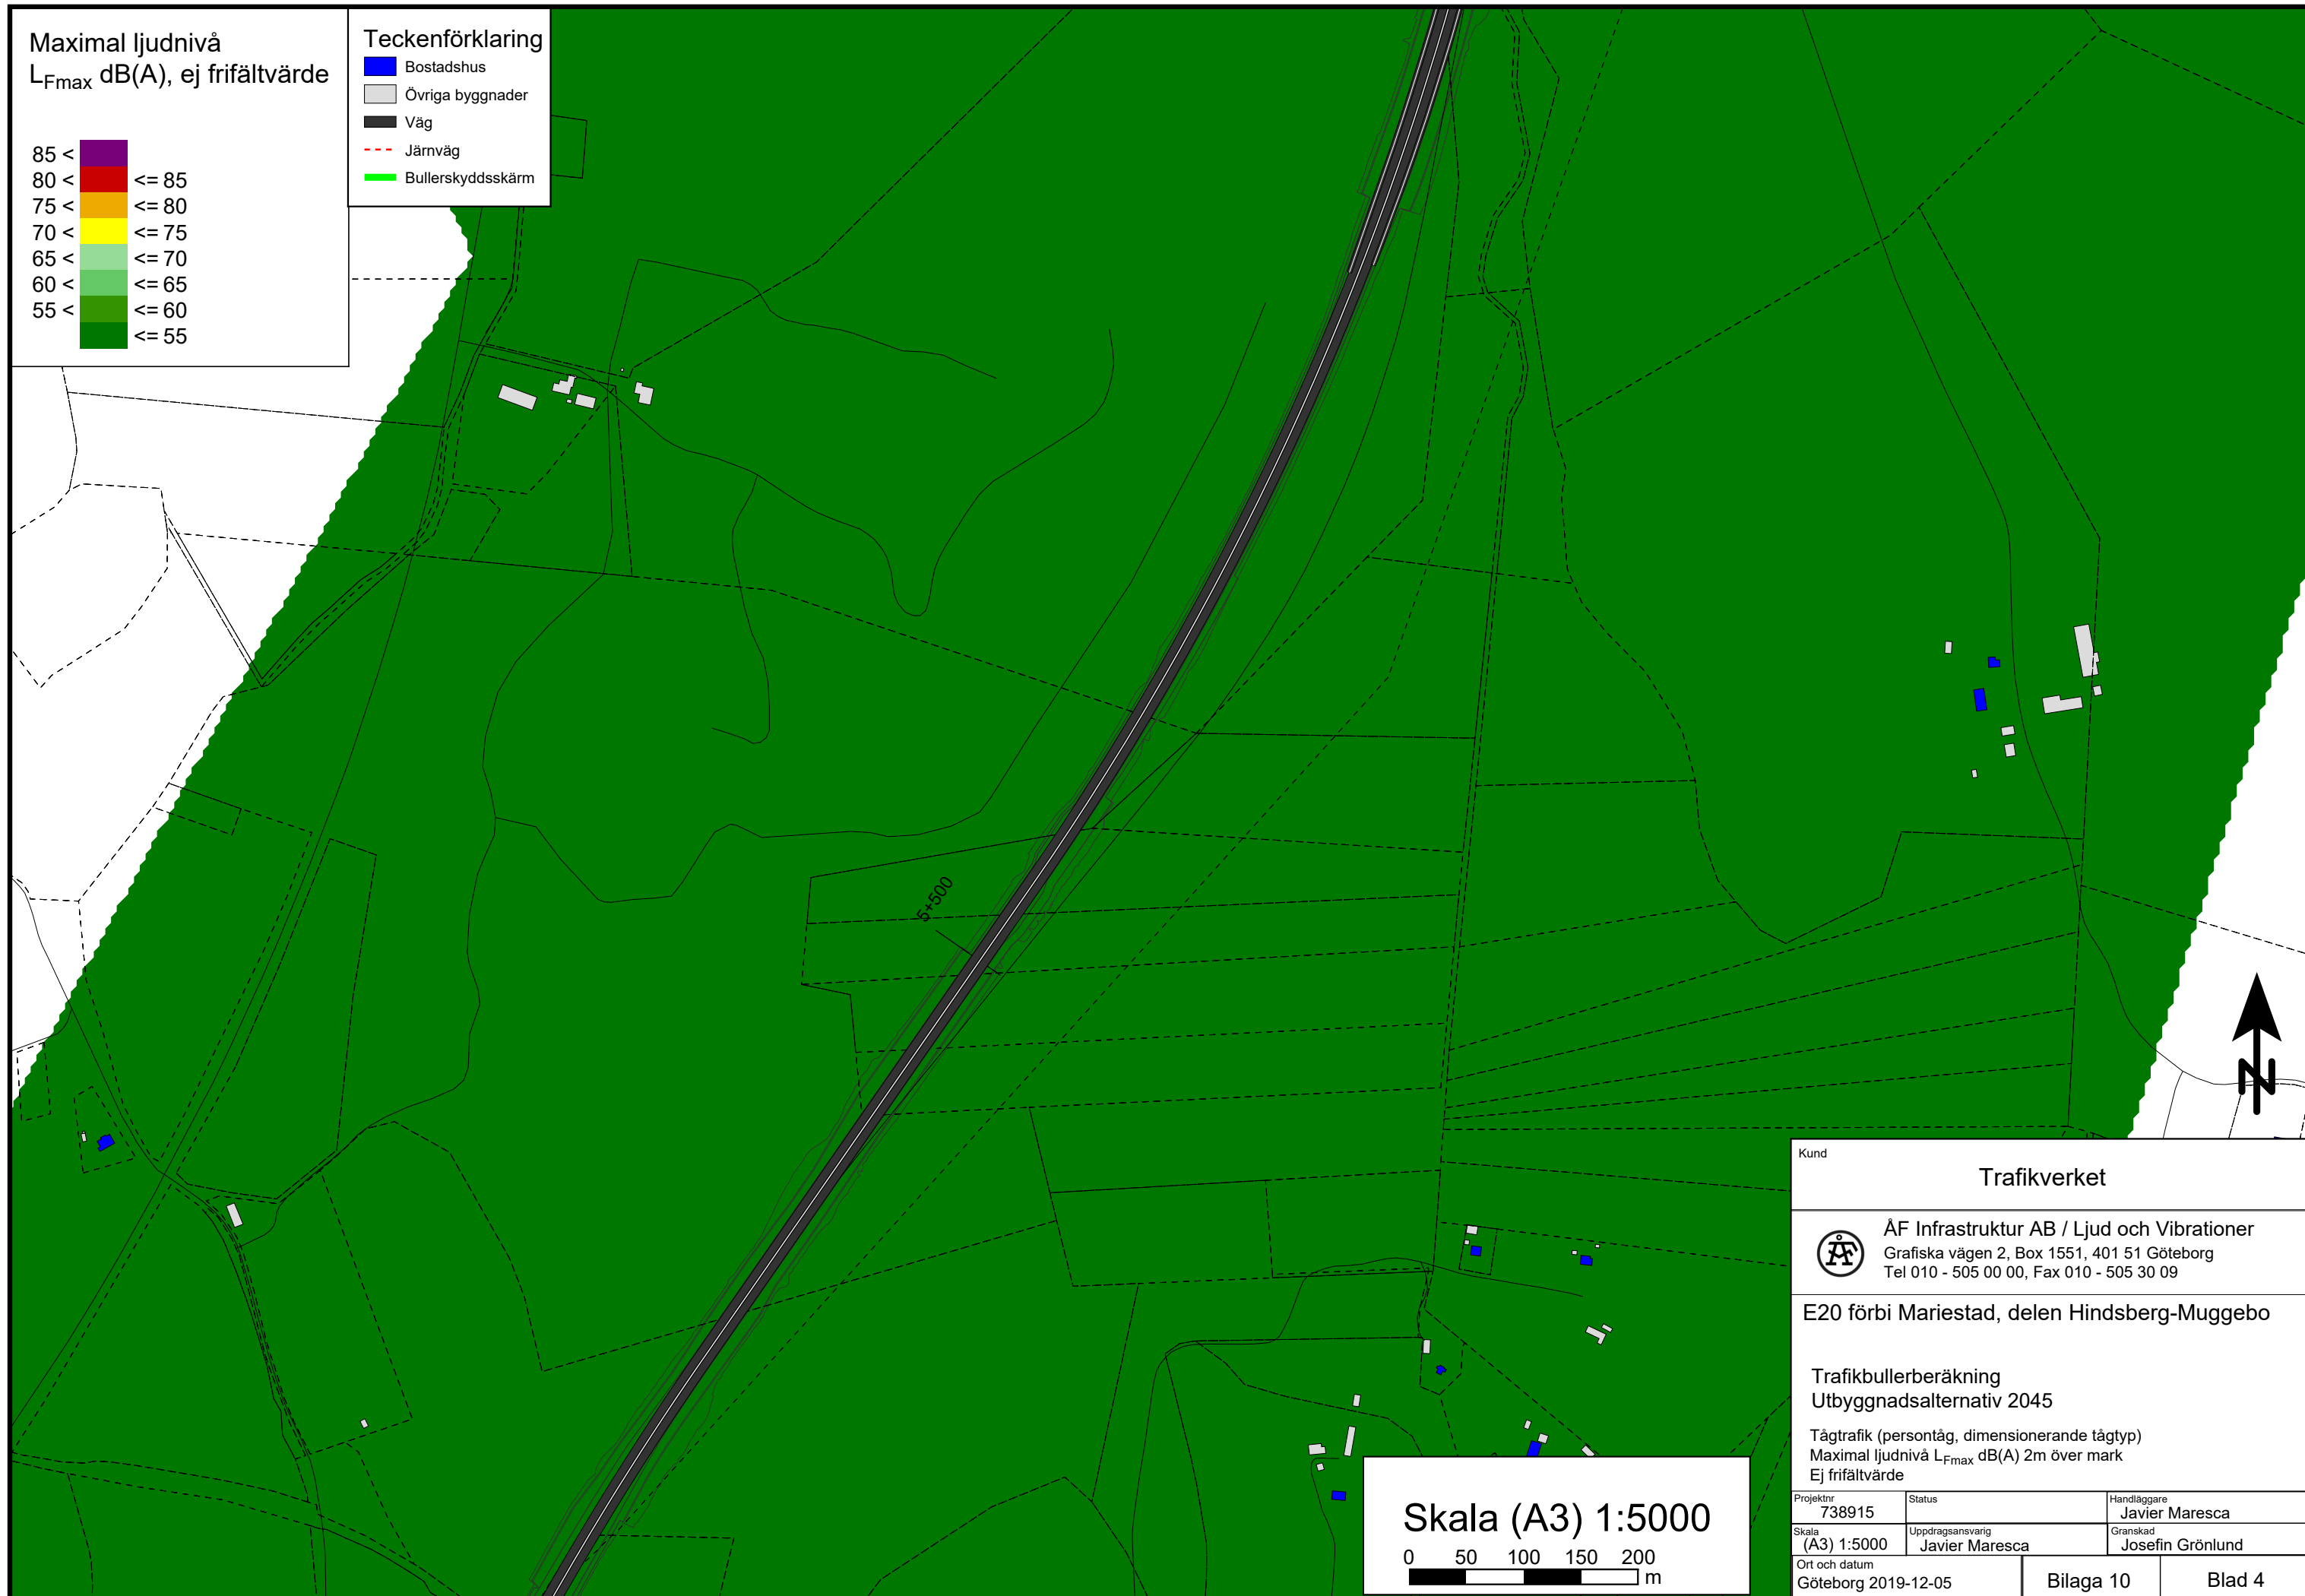 Maximal ljudnivå
LFmax dB(A), ej frifältvärde
85 <
80 < <= 85
75 < <= 80
70 < <= 75
65 < <= 70
60 < <= 65
55 < <= 60
<= 55
Teckenförklaring
Bostadshus
Övriga byggnader
Väg
Järnväg
Bullerskyddsskärm
5+500
N
Skala (A3) 1:5000
0 50 100 150 200
m
Kund
Trafikverket
ÅF
ÅF Infrastruktur AB / Ljud och Vibrationer
Grafiska vägen 2, Box 1551, 401 51 Göteborg
Tel 010 - 505 00 00, Fax 010 - 505 30 09
E20 förbi Mariestad, delen Hindsberg-Muggebo
Trafikbullerberäkning
Utbyggnadsalternativ 2045
Tågtrafik (persontåg, dimensionerande tågtyp)
Maximal ljudnivå LFmax dB(A) 2m över mark
Ej frifältvärde
Projektnr
738915
Status
Handläggare
Javier Maresca
Skala
(A3) 1:5000
Uppdragsansvarig
Javier Maresca
Granskad
Josefin Grönlund
Ort och datum
Göteborg 2019-12-05
Bilaga 10
Blad 4